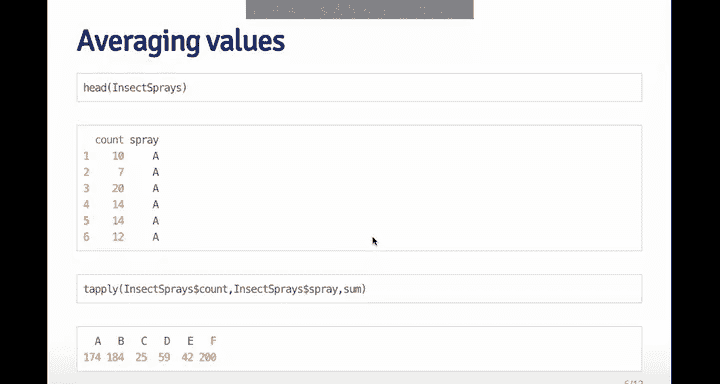 Averaging values
head(InsectSprays)
count spray
1 10 A
2 7 A
3 20 A
4 14 A
5 14 A
6 12 A
tapply(InsectSprays$count,InsectSprays$spray,sum)
A B C D E F
174 184 25 59 42 200